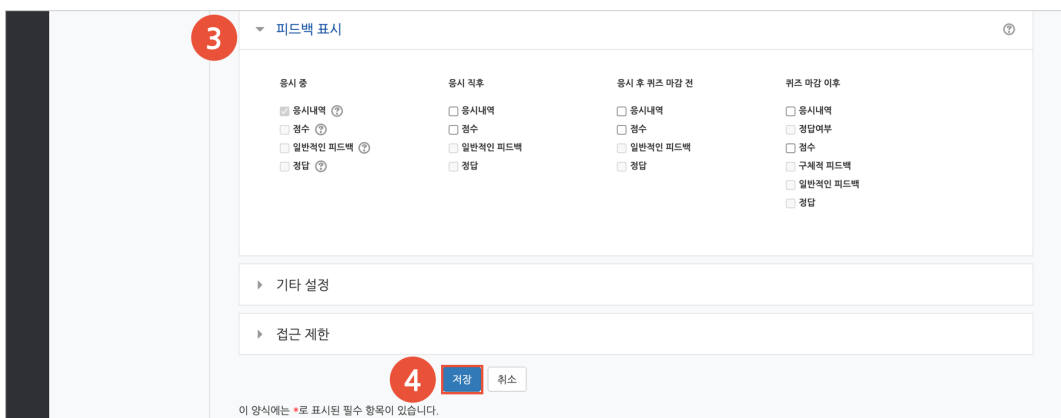 3
피드백 표시
응시 중
응시내역
점수
일반적인 피드백
정답
응시 직후
응시내역
점수
일반적인 피드백
정답
응시 후 퀴즈 마감 전
응시내역
점수
일반적인 피드백
정답
퀴즈 마감 이후
응시내역
정답여부
점수
구체적 피드백
일반적인 피드백
정답
기타 설정
접근 제한
4 저장 취소
이 양식에는 *로 표시된 필수 항목이 있습니다.